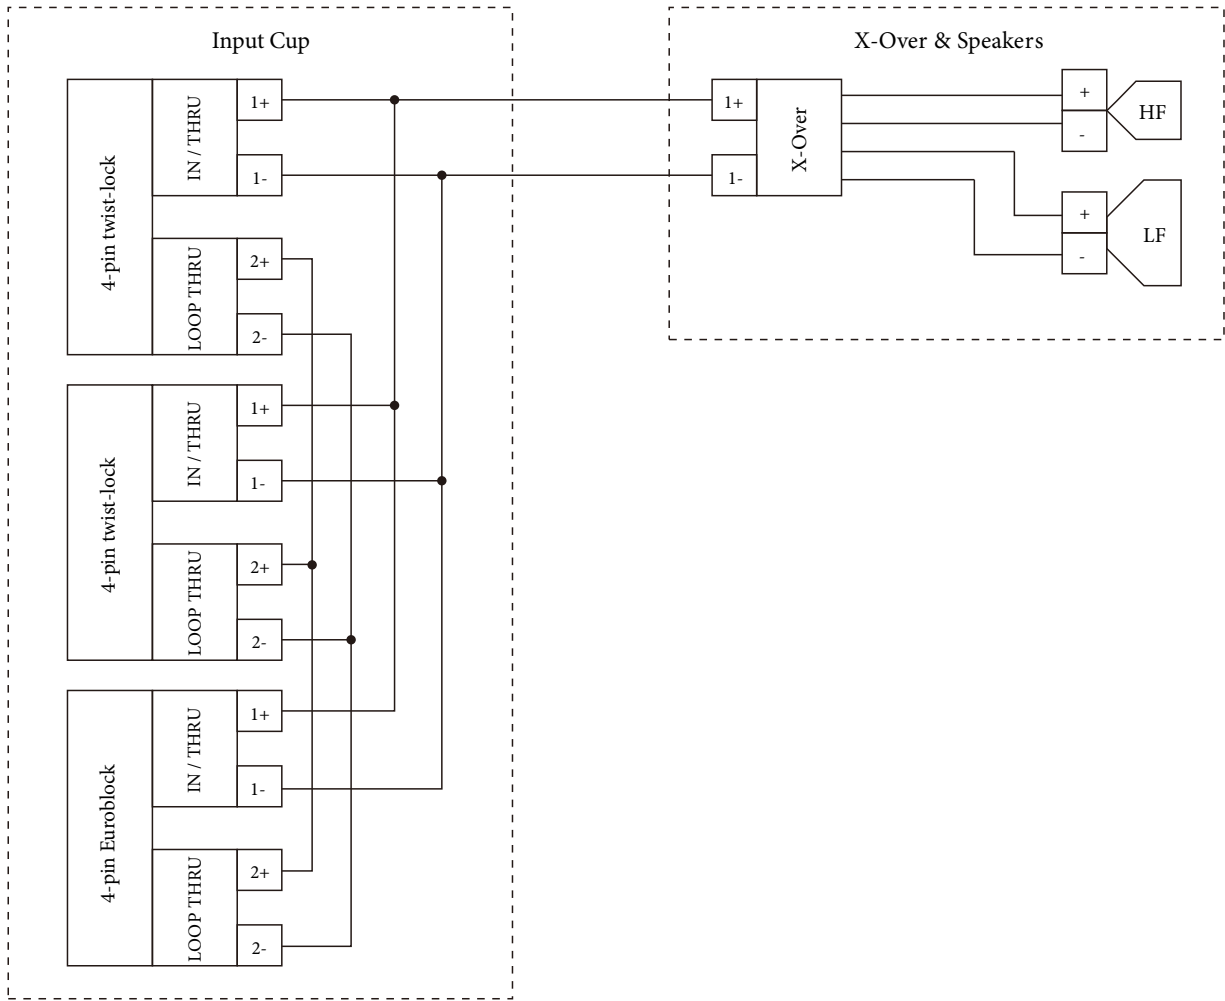 Input Cup
4-pin twist-lock
IN / THRU
1+
1-
LOOP THRU
2+
2-
4-pin twist-lock
IN / THRU
1+
1-
LOOP THRU
2+
2-
4-pin Euroblock
IN / THRU
1+
1-
LOOP THRU
2+
2-
X-Over & Speakers
1+
1-
X-Over
+
-
HF
+
-
LF